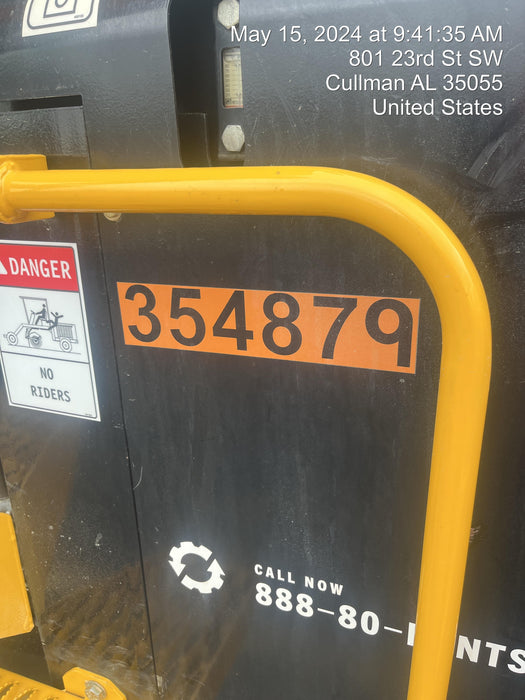 May 15, 2024 at 9:41:35 AM
801 23rd St SW
Cullman AL 35055
United States
DANGER
354879
NO
RIDERS
CALL NOW
888-80-